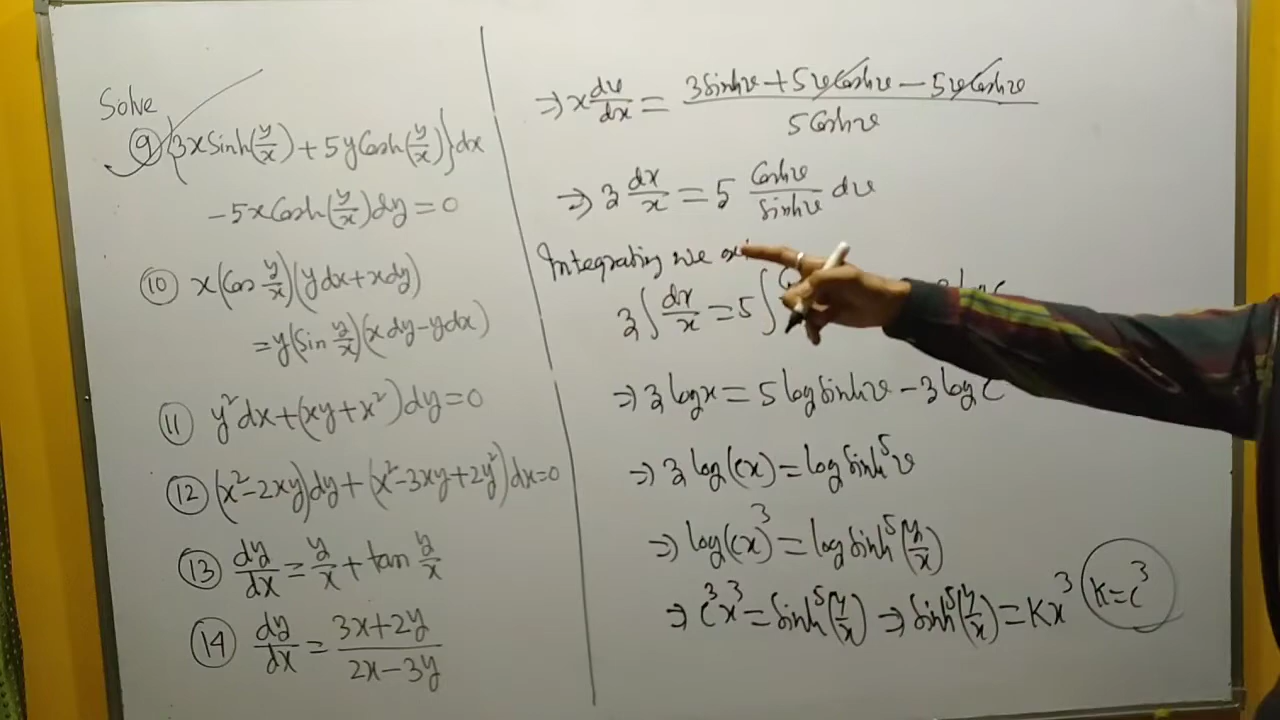 Solve
⑨ {3x Sinh(y/x) + 5y Cosh(y/x)} dx
- 5x Cosh(y/x) dy = 0
⑩ x(Cos y/x)(y dx + x dy)
= y(Sin y/x)(x dy - y dx)
⑪ y² dx + (xy + x²) dy = 0
⑫ (x² - 2xy) dy + (x² - 3xy + 2y²) dx = 0
⑬ dy/dx = y/x + tan y/x
⑭ dy/dx = (3x + 2y)/(2x - 3y)
⇒ x dv/dx = (3 Sinh v + 5v Cosh v - 5v Cosh v)/(5 Cosh v)
⇒ 3 dx/x = 5 (Cosh v/Sinh v) dv
Integrating we
3 ∫ dx/x = 5 ∫
⇒ 3 log x = 5 log Sinh v - 3 log C
⇒ 3 log(cx) = log Sinh⁵ v
⇒ log(cx)³ = log Sinh⁵(y/x)
⇒ C³x³ = Sinh⁵(y/x) ⇒ Sinh⁵(y/x) = Kx³ K = C³